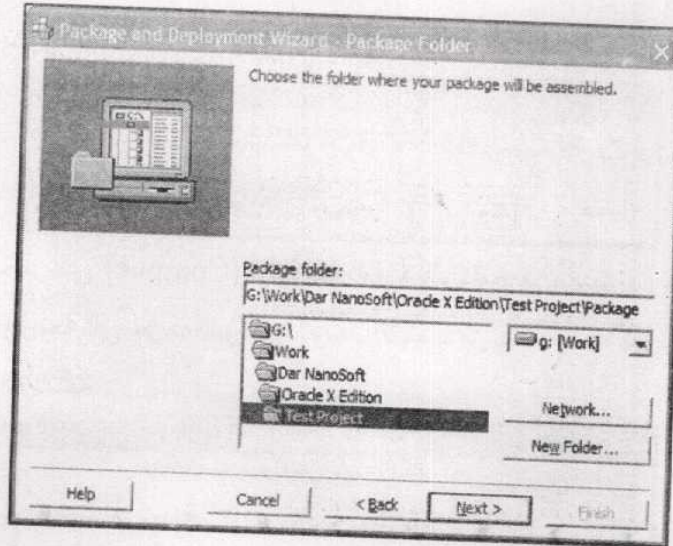 Package and Deployment Wizard - Package Folder
Choose the folder where your package will be assembled.
Package folder:
G:\Work\Dar NanoSoft\Oracle X Edition\Test Project\Package
G:\
Work
Dar NanoSoft
Oracle X Edition
Test Project
g: [Work]
Network...
New Folder...
Help
Cancel
< Back
Next >
Finish